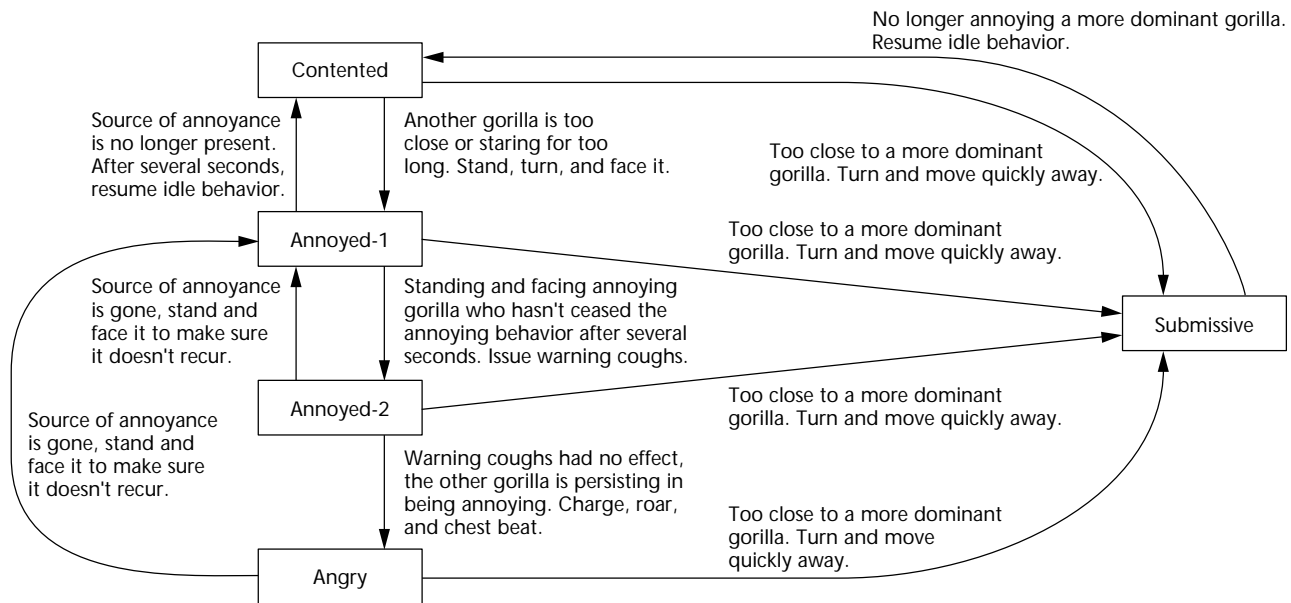 No longer annoying a more dominant gorilla.
Resume idle behavior.
Contented
Source of annoyance
is no longer present.
After several seconds,
resume idle behavior.
Another gorilla is too
close or staring for too
long. Stand, turn, and face it.
Too close to a more dominant
gorilla. Turn and move quickly away.
Annoyed-1
Too close to a more dominant
gorilla. Turn and move quickly away.
Source of annoyance
is gone, stand and
face it to make sure
it doesn't recur.
Standing and facing annoying
gorilla who hasn't ceased the
annoying behavior after several
seconds. Issue warning coughs.
Submissive
Annoyed-2
Too close to a more dominant
gorilla. Turn and move quickly away.
Source of annoyance
is gone, stand and
face it to make sure
it doesn't recur.
Warning coughs had no effect,
the other gorilla is persisting in
being annoying. Charge, roar,
and chest beat.
Too close to a more dominant
gorilla. Turn and move
quickly away.
Angry